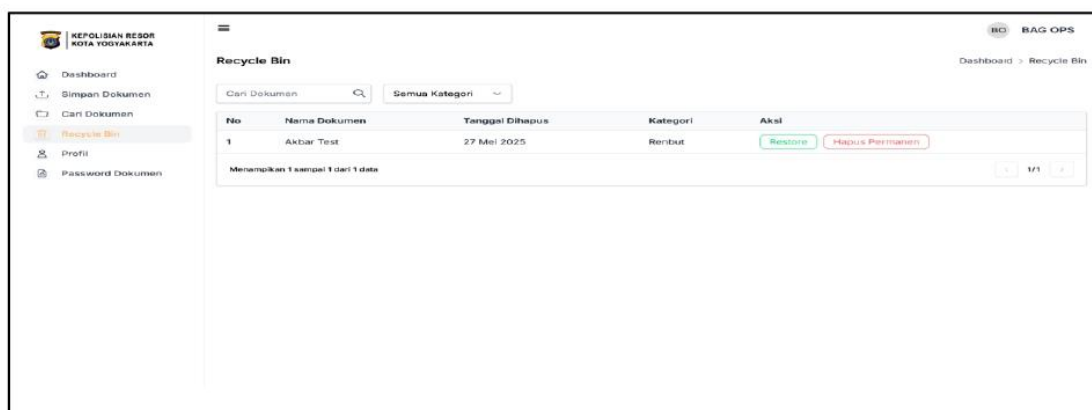 KEPOLISIAN RESOR
KOTA YOGYAKARTA
BO BAG OPS
Recycle Bin
Dashboard > Recycle Bin
Dashboard
Simpan Dokumen
Cari Dokumen
Recycle Bin
Profil
Password Dokumen
Cari Dokumen Semua Kategori
No Nama Dokumen Tanggal Dihapus Kategori Aksi
1 Akbar Test 27 Mei 2025 Renbut Restore Hapus Permanen
Menampilkan 1 sampai 1 dari 1 data < 1/1 >